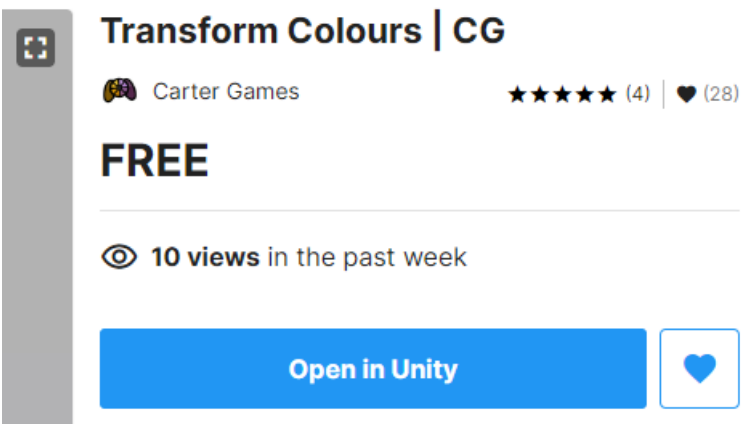 Transform Colours | CG
Carter Games ★★★★★ (4) | ♥ (28)
FREE
10 views in the past week
Open in Unity